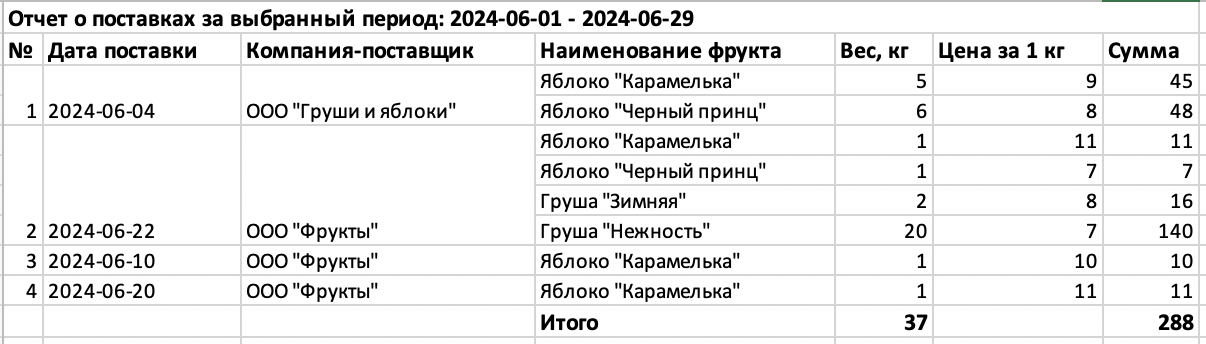 Отчет о поставках за выбранный период: 2024-06-01 - 2024-06-29
№ Дата поставки Компания-поставщик Наименование фрукта Вес, кг Цена за 1 кг Сумма
Яблоко "Карамелька" 5 9 45
1 2024-06-04 ООО "Груши и яблоки" Яблоко "Черный принц" 6 8 48
Яблоко "Карамелька" 1 11 11
Яблоко "Черный принц" 1 7 7
Груша "Зимняя" 2 8 16
2 2024-06-22 ООО "Фрукты" Груша "Нежность" 20 7 140
3 2024-06-10 ООО "Фрукты" Яблоко "Карамелька" 1 10 10
4 2024-06-20 ООО "Фрукты" Яблоко "Карамелька" 1 11 11
Итого 37 288